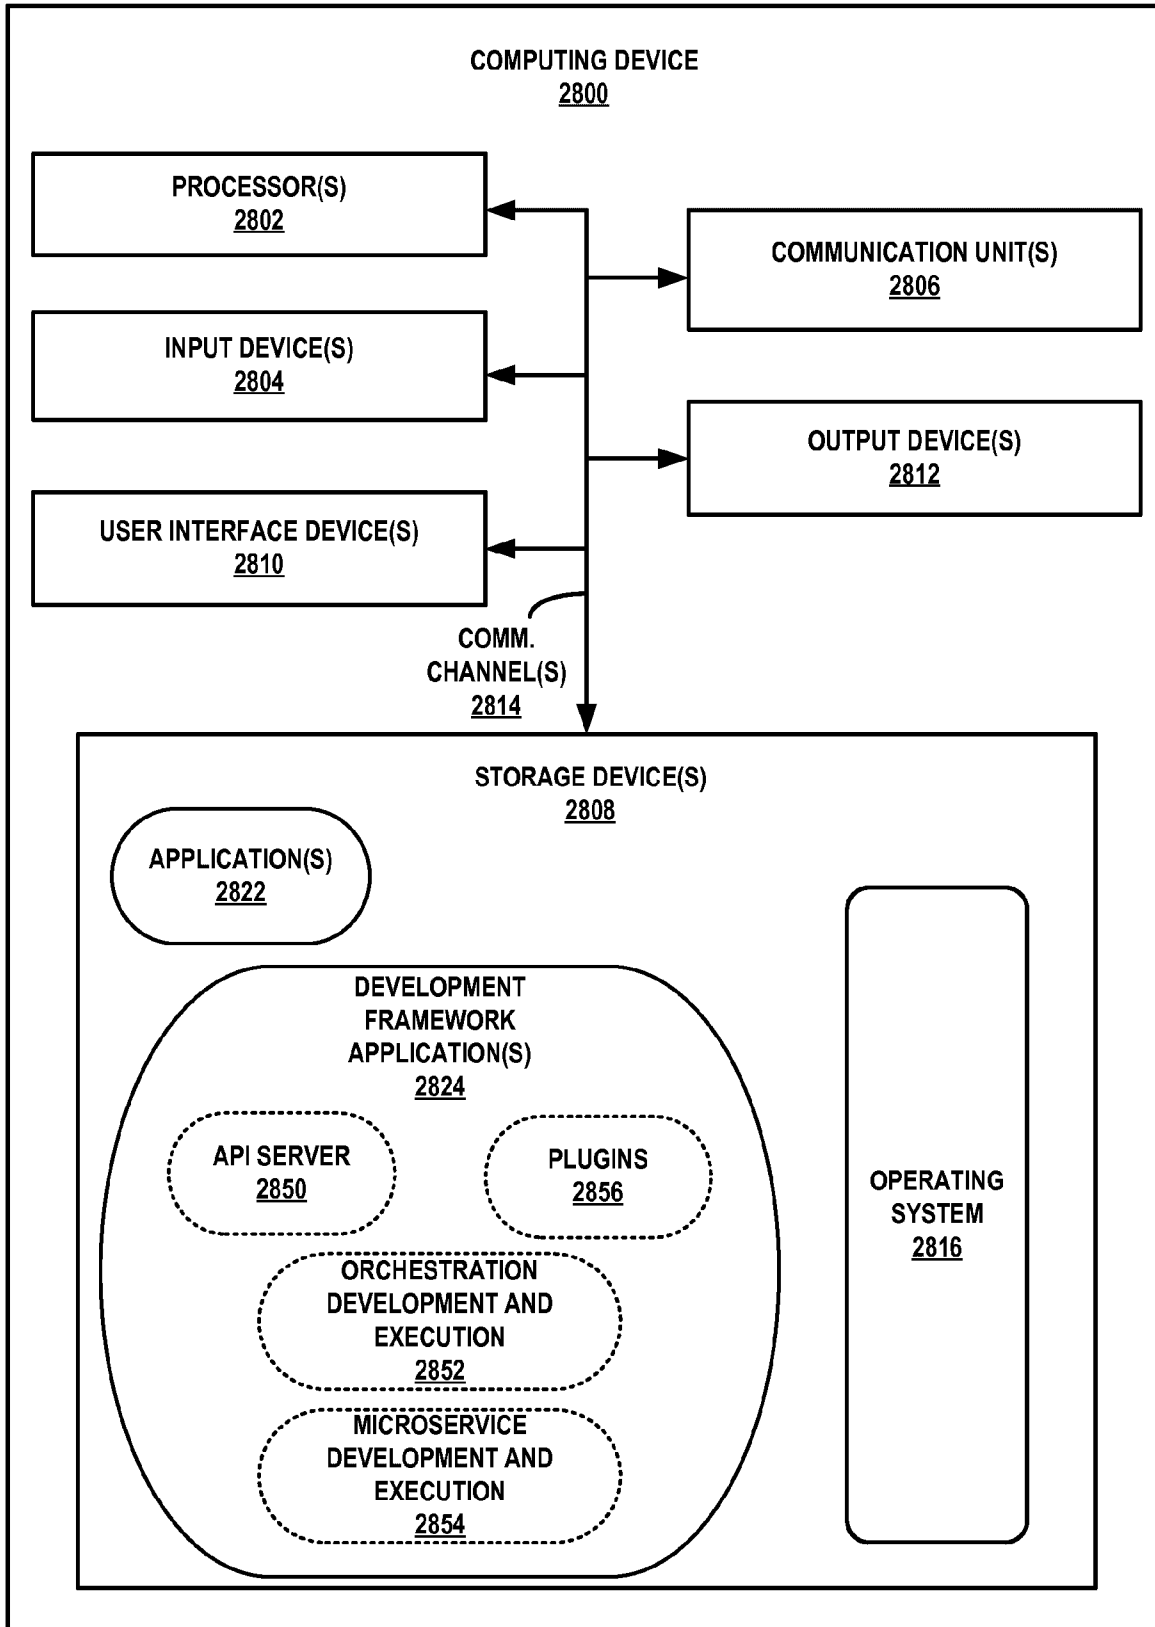 COMPUTING DEVICE
2800
PROCESSOR(S)
2802
COMMUNICATION UNIT(S)
2806
INPUT DEVICE(S)
2804
OUTPUT DEVICE(S)
2812
USER INTERFACE DEVICE(S)
2810
COMM.
CHANNEL(S)
2814
STORAGE DEVICE(S)
2808
APPLICATION(S)
2822
DEVELOPMENT
FRAMEWORK
APPLICATION(S)
2824
API SERVER
2850
PLUGINS
2856
ORCHESTRATION
DEVELOPMENT AND
EXECUTION
2852
MICROSERVICE
DEVELOPMENT AND
EXECUTION
2854
OPERATING
SYSTEM
2816